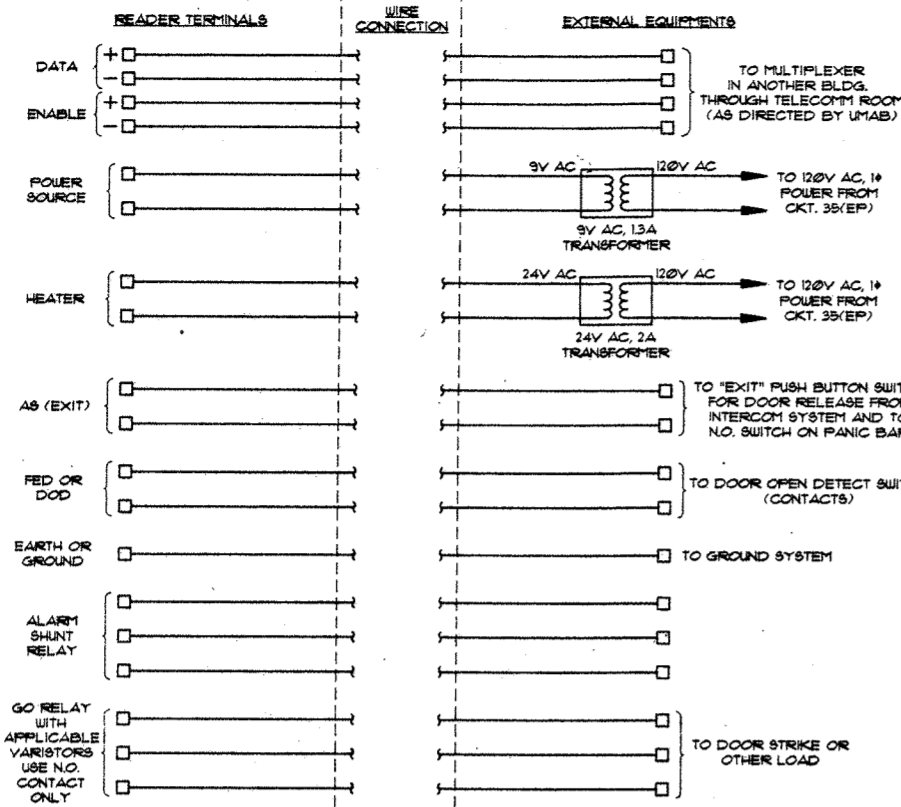 READER TERMINALS
WIRE
CONNECTION
EXTERNAL EQUIPMENTS
DATA
+
-
ENABLE
+
-
TO MULTIPLEXER
IN ANOTHER BLDG.
THROUGH TELECOMM ROOM
(AS DIRECTED BY UMAB)
POWER
SOURCE
9V AC
120V AC
9V AC, 1.3A
TRANSFORMER
TO 120V AC, 1ϕ
POWER FROM
CKT. 35(EP)
HEATER
24V AC
120V AC
24V AC, 2A
TRANSFORMER
TO 120V AC, 1ϕ
POWER FROM
CKT. 35(EP)
AS (EXIT)
TO "EXIT" PUSH BUTTON SWIT
FOR DOOR RELEASE FROM
INTERCOM SYSTEM AND TO
N.O. SWITCH ON PANIC BAR
FED OR
DOD
TO DOOR OPEN DETECT SWIT
(CONTACTS)
EARTH OR
GROUND
TO GROUND SYSTEM
ALARM
SHUNT
RELAY
GO RELAY
WITH
APPLICABLE
VARISTORS
USE N.O.
CONTACT
ONLY
TO DOOR STRIKE OR
OTHER LOAD